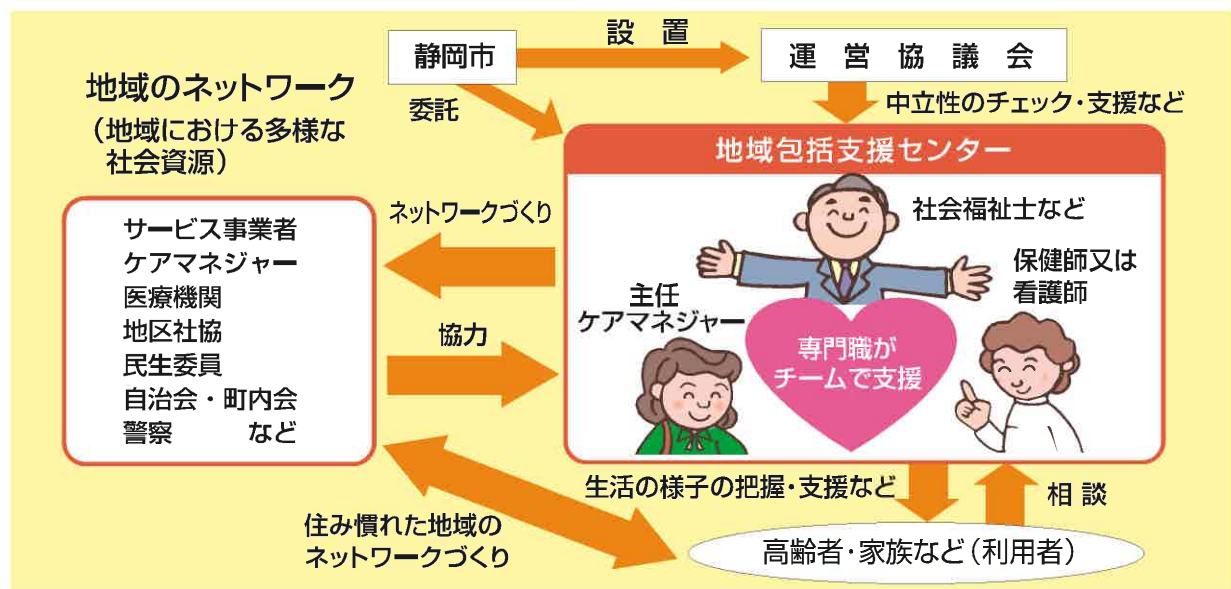 静岡市
設置
運営協議会
地域のネットワーク
(地域における多様な
社会資源)
委託
中立性のチェック・支援など
地域包括支援センター
サービス事業者
ケアマネジャー
医療機関
地区社協
民生委員
自治会・町内会
警察 など
ネットワークづくり
協力
社会福祉士など
保健師又は
看護師
主任
ケアマネジャー
専門職が
チームで支援
生活の様子の把握・支援など
相談
住み慣れた地域の
ネットワークづくり
高齢者・家族など(利用者)